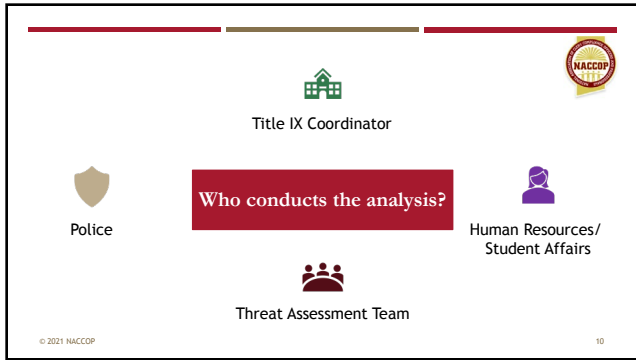 NACCOP
Title IX Coordinator
Who conducts the analysis?
Police
Human Resources/
Student Affairs
Threat Assessment Team
© 2021 NACCOP
10